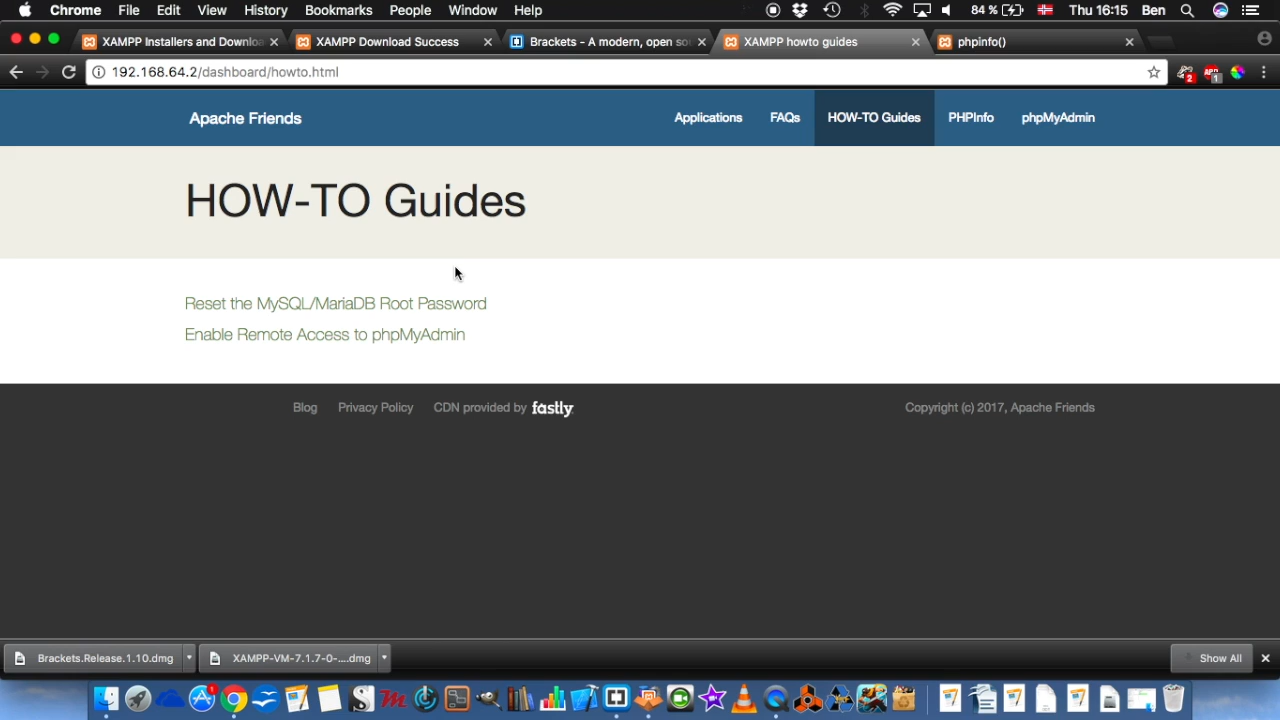 Chrome File Edit View History Bookmarks People Window Help 84 % Thu 16:15 Ben
XAMPP Installers and Downloa XAMPP Download Success Brackets - A modern, open so XAMPP howto guides phpinfo()
192.168.64.2/dashboard/howto.html 2 1
Apache Friends Applications FAQs HOW-TO Guides PHPInfo phpMyAdmin
HOW-TO Guides
Reset the MySQL/MariaDB Root Password
Enable Remote Access to phpMyAdmin
Blog Privacy Policy CDN provided by fastly Copyright (c) 2017, Apache Friends
Brackets.Release.1.10.dmg XAMPP-VM-7.1.7-0-....dmg Show All
1